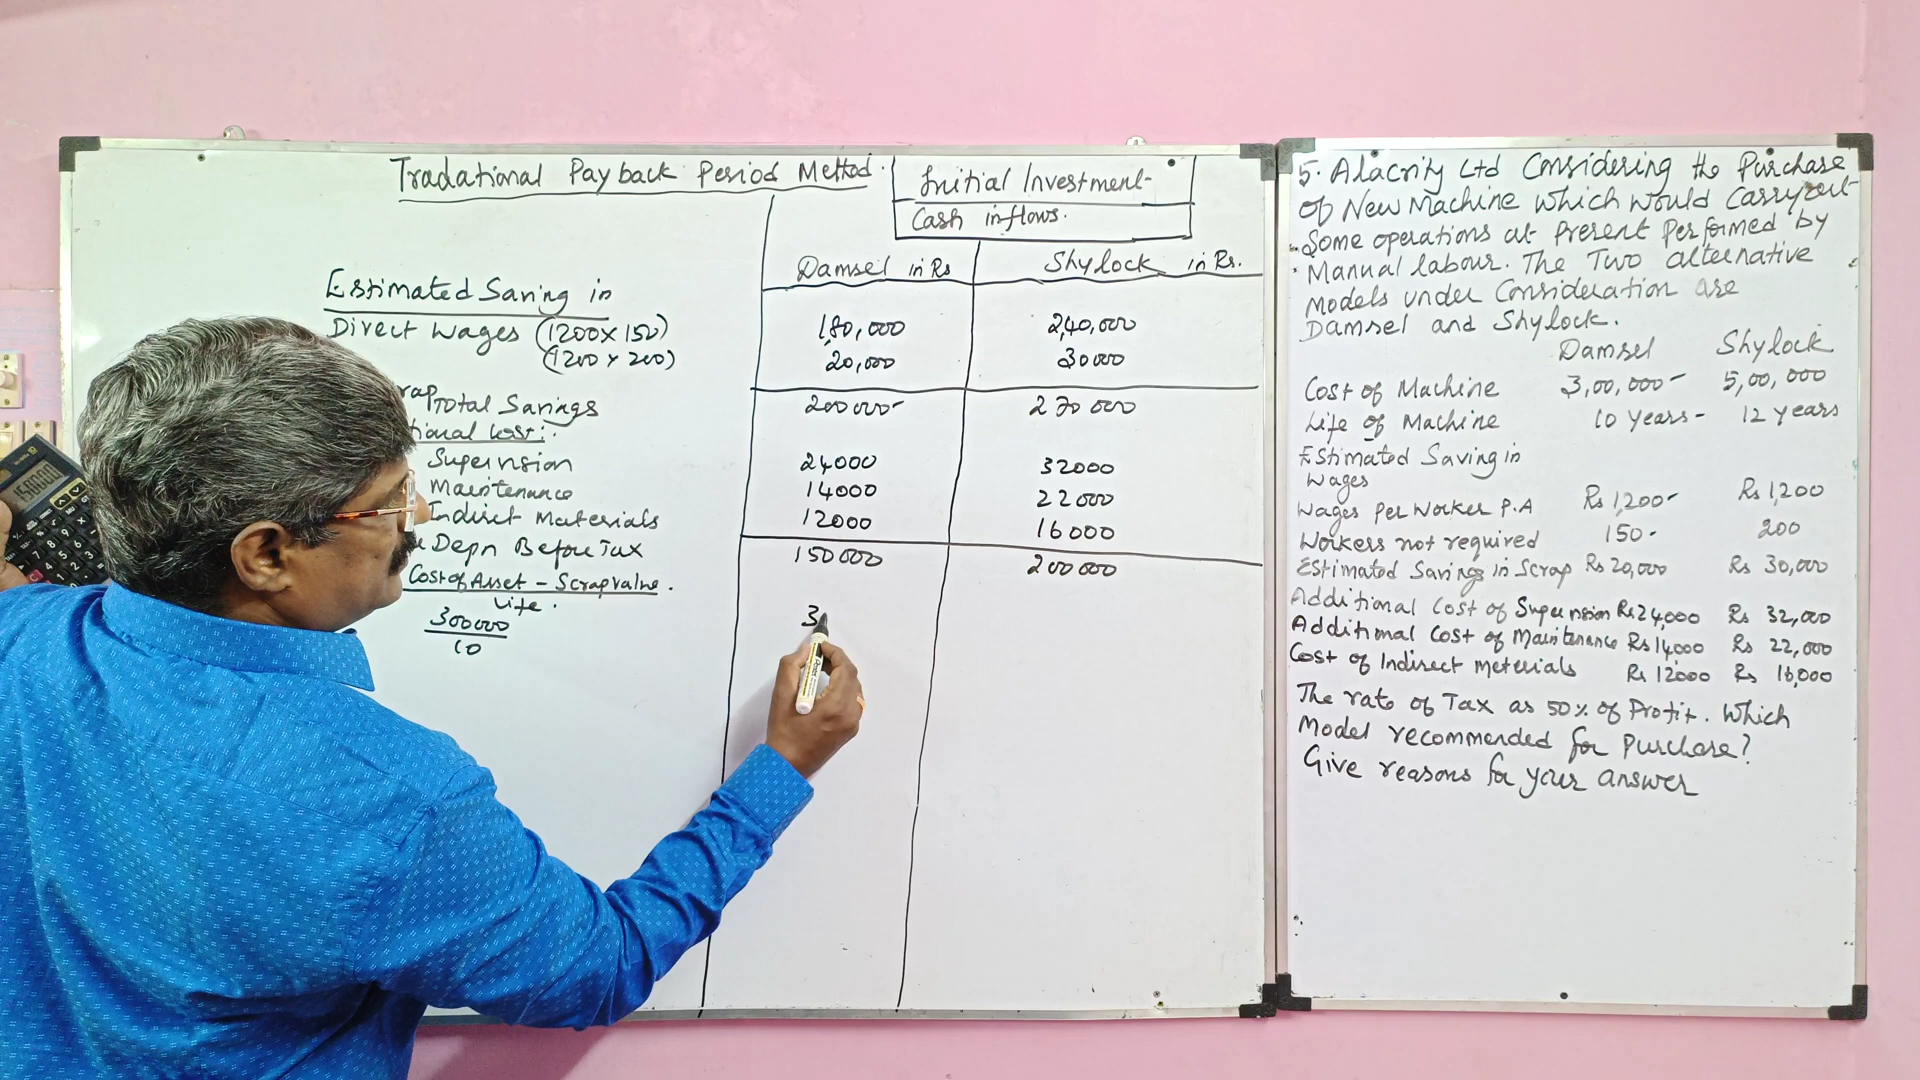 Tradational Payback Period Method.
Initial Investment
Cash inflows.
Damsel in Rs Shylock in Rs.
Estimated Saving in
Direct Wages (1200x150) 1,80,000 2,40,000
(1200 x 200) 20,000 30000
rap
Total Savings 200000 270000
tional Cost:
Supervision 24000 32000
Maintenance 14000 22000
Indirect Materials 12000 16000
Depn Before Tax 150000 200000
Cost of Asset - Scrap value.
Life.
300000
10
3
5. Alacrity Ltd Considering the Purchase
of New Machine which would Carryout
Some operations at Present Performed by
Manual labour. The Two alternative
Models under Consideration are
Damsel and Shylock.
Damsel Shylock
Cost of Machine 3,00,000 5,00,000
Life of Machine 10 years 12 years
Estimated Saving in
Wages
Wages Per Worker P.A Rs 1,200 Rs 1,200
Workers not required 150 200
Estimated Savings in Scrap Rs 20,000 Rs 30,000
Additional Cost of Supervision Rs 24,000 Rs 32,000
Additional Cost of Maintenance Rs 14000 Rs 22,000
Cost of Indirect Meterials Rs 12000 Rs 16,000
The rate of Tax as 50% of Profit. Which
Model recommended for Purchase?
Give reasons for your answer